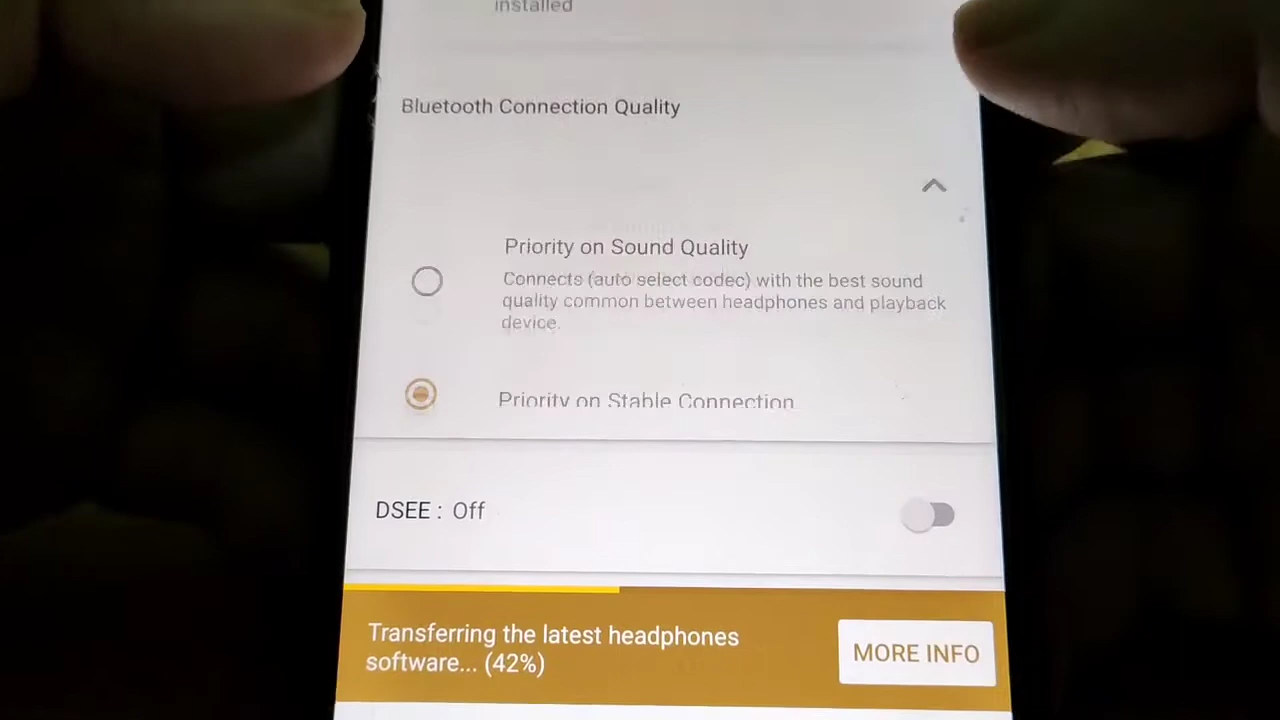 installed
Bluetooth Connection Quality
Priority on Sound Quality
Connects (auto select codec) with the best sound
quality common between headphones and playback
device.
Priority on Stable Connection
DSEE : Off
Transferring the latest headphones
software... (42%)
MORE INFO